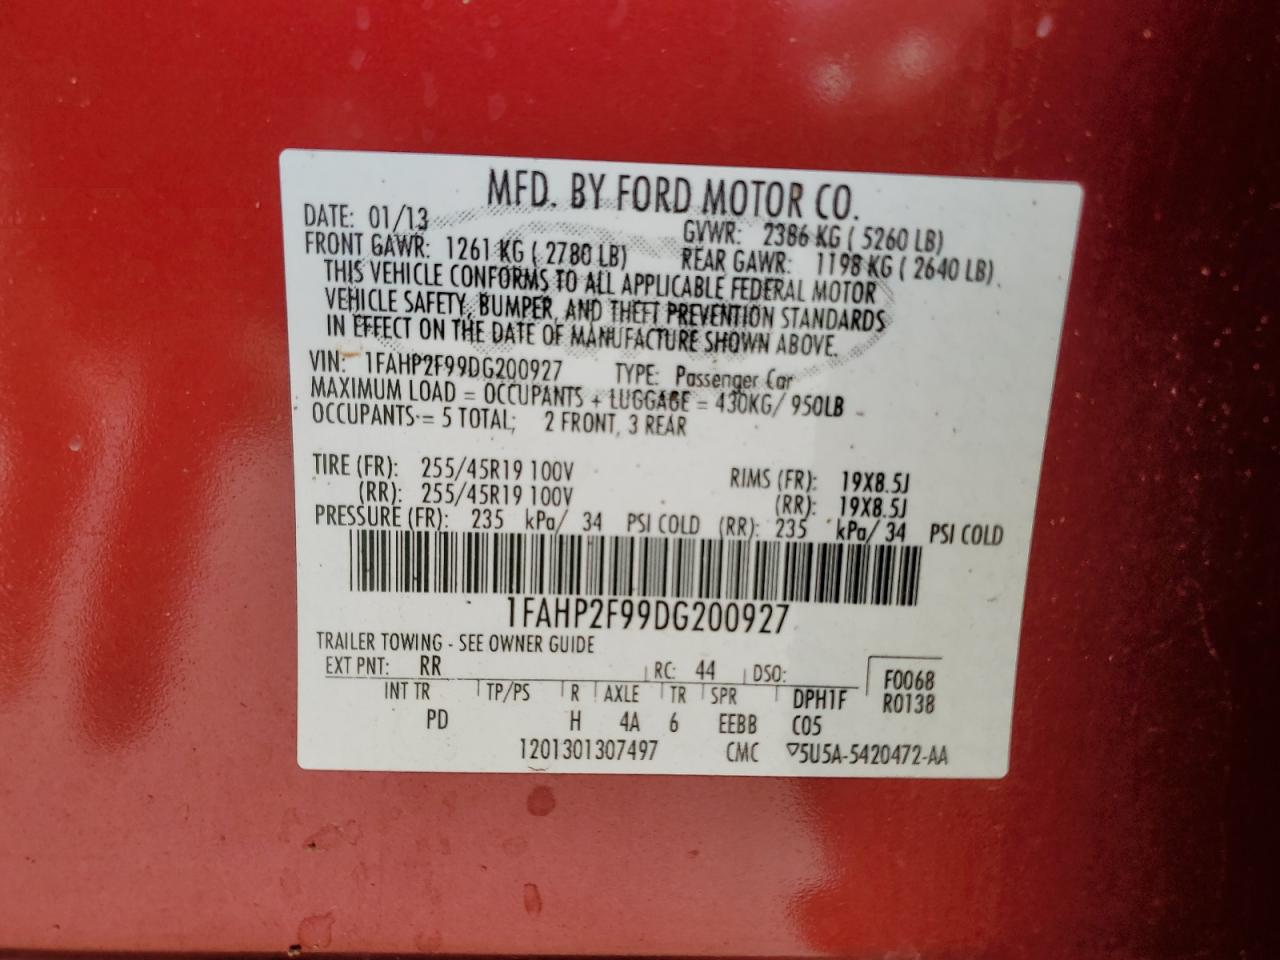 MFD. BY FORD MOTOR CO.
DATE: 01/13 GVWR: 2386 KG ( 5260 LB)
FRONT GAWR: 1261 KG ( 2780 LB) REAR GAWR: 1198 KG ( 2640 LB).
THIS VEHICLE CONFORMS TO ALL APPLICABLE FEDERAL MOTOR
VEHICLE SAFETY, BUMPER, AND THEFT PREVENTION STANDARDS
IN EFFECT ON THE DATE OF MANUFACTURE SHOWN ABOVE.
VIN: 1FAHP2F99DG200927 TYPE: Passenger Car
MAXIMUM LOAD = OCCUPANTS + LUGGAGE = 430KG/ 950LB
OCCUPANTS = 5 TOTAL; 2 FRONT, 3 REAR
TIRE (FR): 255/45R19 100V RIMS (FR): 19X8.5J
(RR): 255/45R19 100V (RR): 19X8.5J
PRESSURE (FR): 235 kPa/ 34 PSI COLD (RR): 235 kPa/ 34 PSI COLD
1FAHP2F99DG200927
TRAILER TOWING - SEE OWNER GUIDE
EXT PNT: RR RC: 44 DSO: F0068
INT TR TP/PS R AXLE TR SPR DPH1F R0138
PD H 4A 6 EEBB C05
1201301307497 CMC ▽5U5A-5420472-AA